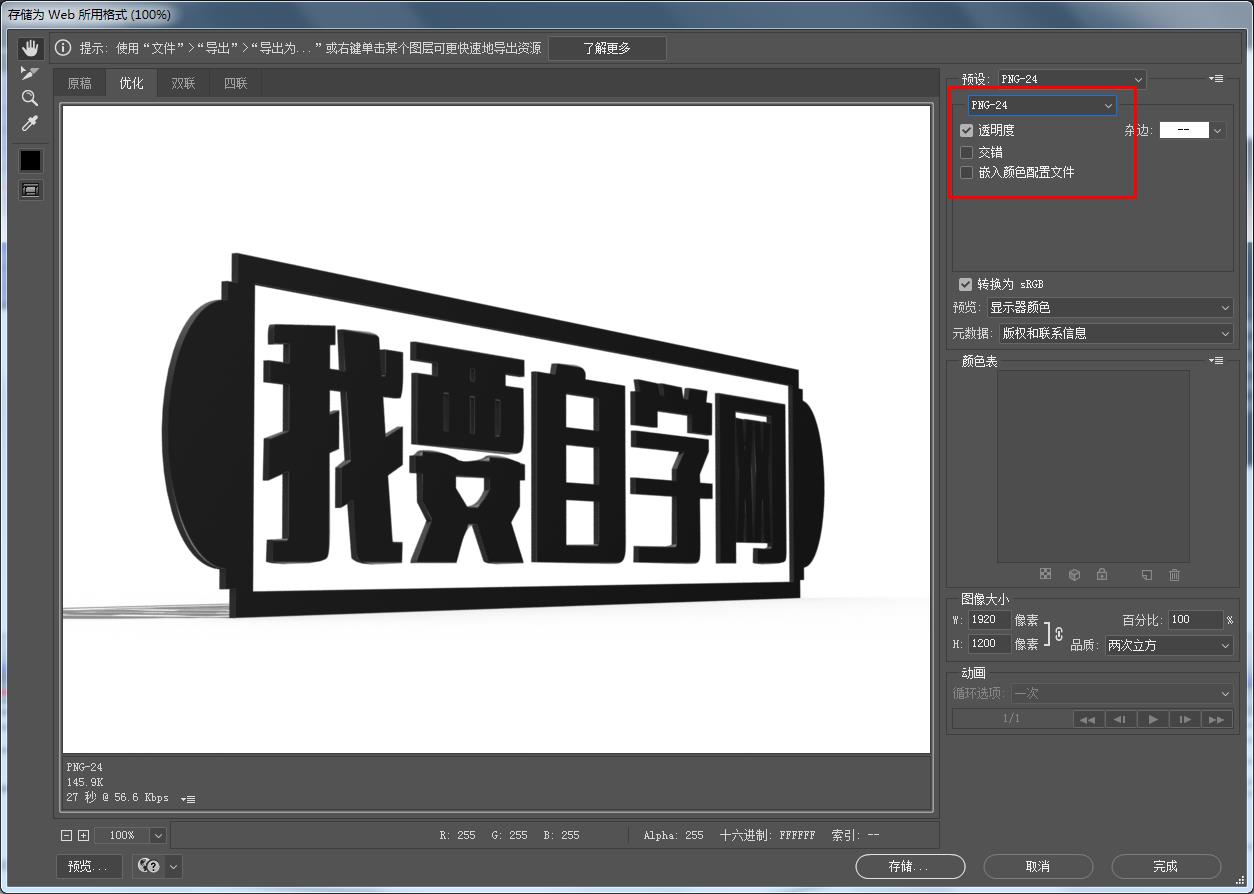 存储为 Web 所用格式 (100%)
提示: 使用“文件”>“导出”>“导出为...”或右键单击某个图层可更快速地导出资源
了解更多
原稿 优化 双联 四联
预设: PNG-24
PNG-24
透明度 杂边: --
交错
嵌入颜色配置文件
转换为 sRGB
预览: 显示器颜色
元数据: 版权和联系信息
颜色表
我要自学网
图像大小
W: 1920 像素 百分比: 100 %
H: 1200 像素 品质: 两次立方
动画
循环选项: 一次
1/1
PNG-24
145.9K
27 秒 @ 56.6 Kbps
100% R: 255 G: 255 B: 255 Alpha: 255 十六进制: FFFFFF 索引: --
预览... 存储... 取消 完成